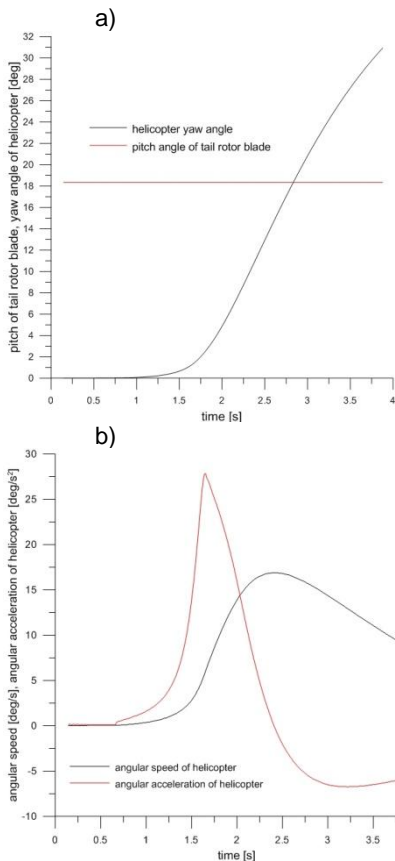 a)
32
30
28
26
24
22
20
18
16
14
12
10
8
6
4
2
0
pitch of tail rotor blade, yaw angle of helicopter [deg]
helicopter yaw angle
pitch angle of tail rotor blade
0 0.5 1 1.5 2 2.5 3 3.5 4
time [s]
b)
30
25
20
15
10
5
0
-5
-10
angular speed [deg/s], angular acceleration of helicopter [deg/s²]
angular speed of helicopter
angular acceleration of helicopter
0 0.5 1 1.5 2 2.5 3 3.5
time [s]